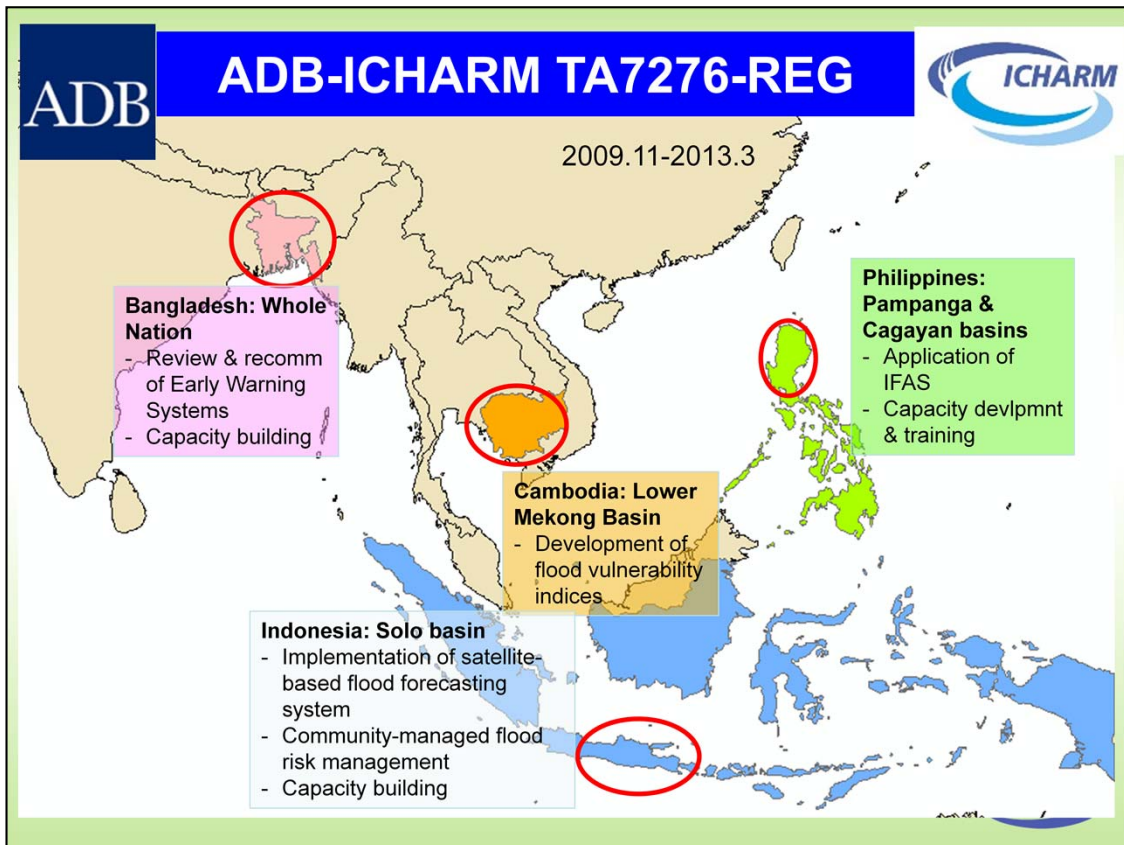 ADB
ADB-ICHARM TA7276-REG
ICHARM
2009.11-2013.3
Bangladesh: Whole
Nation
- Review & recomm
of Early Warning
Systems
- Capacity building
Philippines:
Pampanga &
Cagayan basins
- Application of
IFAS
- Capacity devlpmnt
& training
Cambodia: Lower
Mekong Basin
- Development of
flood vulnerability
indices
Indonesia: Solo basin
- Implementation of satellite-
based flood forecasting
system
- Community-managed flood
risk management
- Capacity building